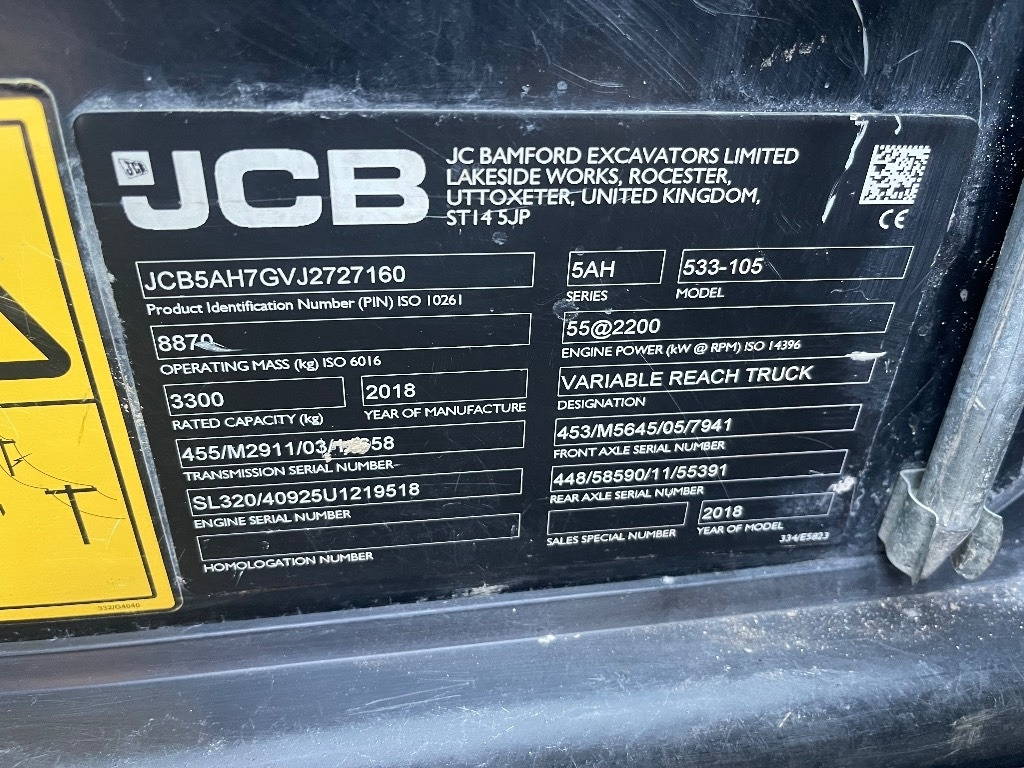 JCB
JCB
JC BAMFORD EXCAVATORS LIMITED
LAKESIDE WORKS, ROCESTER,
UTTOXETER, UNITED KINGDOM,
ST14 5JP
CE
JCB5AH7GVJ2727160
Product Identification Number (PIN) ISO 10261
5AH
SERIES
533-105
MODEL
8870
OPERATING MASS (kg) ISO 6016
55@2200
ENGINE POWER (kW @ RPM) ISO 14396
3300
RATED CAPACITY (kg)
2018
YEAR OF MANUFACTURE
VARIABLE REACH TRUCK
DESIGNATION
TRANSMISSION SERIAL NUMBER
453/M5645/05/7941
FRONT AXLE SERIAL NUMBER
SL320/40925U1219518
ENGINE SERIAL NUMBER
448/58590/11/55391
REAR AXLE SERIAL NUMBER
HOMOLOGATION NUMBER
SALES SPECIAL NUMBER
2018
YEAR OF MODEL
334/E5823
332/G4040